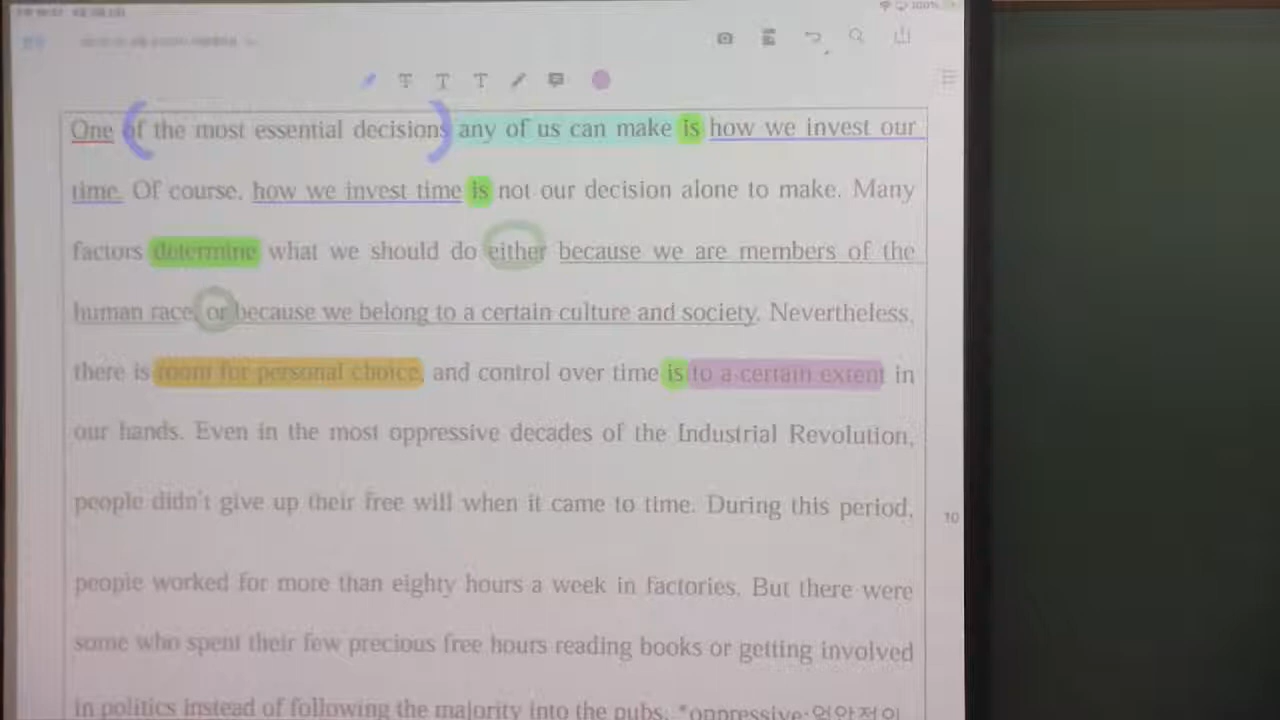 100%
One of the most essential decisions any of us can make is how we invest our
time. Of course, how we invest time is not our decision alone to make. Many
factors determine what we should do either because we are members of the
human race or because we belong to a certain culture and society. Nevertheless,
there is room for personal choice, and control over time is to a certain extent in
our hands. Even in the most oppressive decades of the Industrial Revolution,
people didn't give up their free will when it came to time. During this period,
10
people worked for more than eighty hours a week in factories. But there were
some who spent their few precious free hours reading books or getting involved
in politics instead of following the majority into the pubs. *oppressive:억압적인